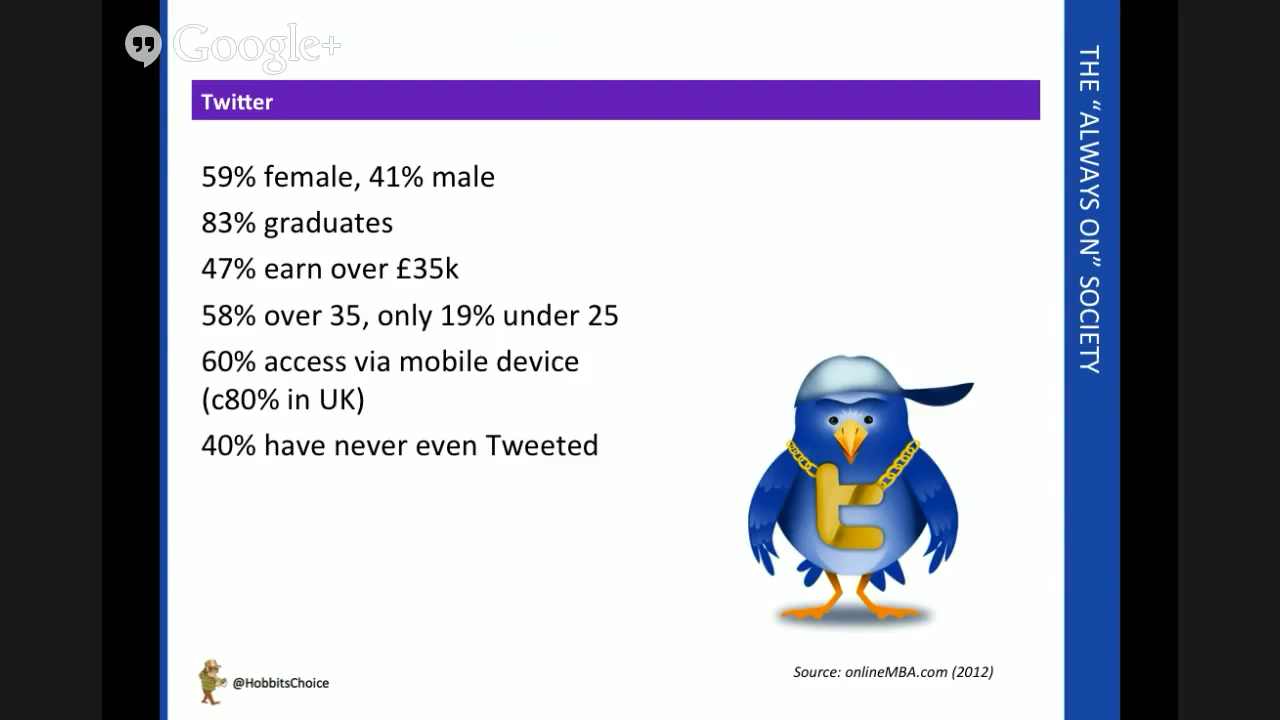 Google+
Twitter
59% female, 41% male
83% graduates
47% earn over £35k
58% over 35, only 19% under 25
60% access via mobile device
(c80% in UK)
40% have never even Tweeted
THE “ALWAYS ON” SOCIETY
t
@HobbitsChoice
Source: onlineMBA.com (2012)